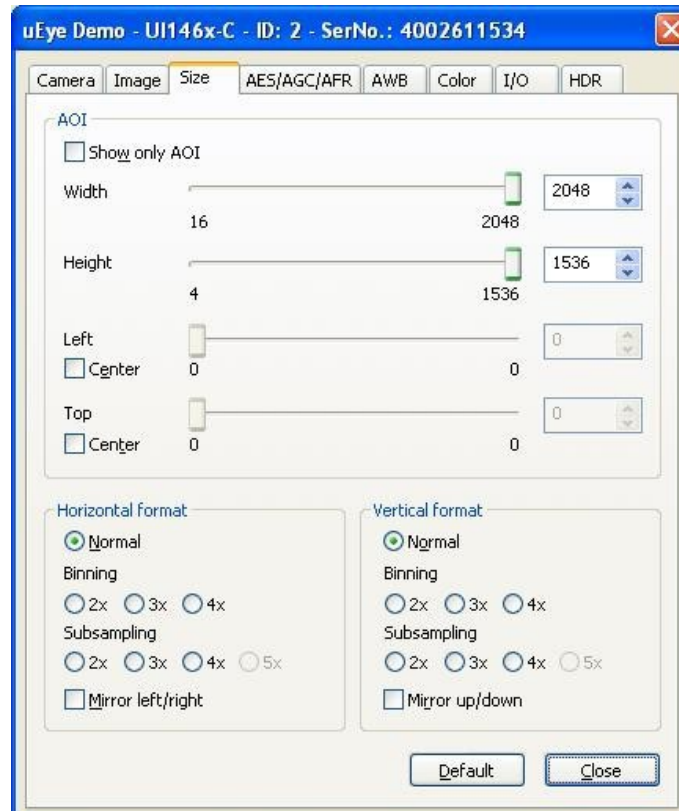 uEye Demo - UI146x-C - ID: 2 - SerNo.: 4002611534
Camera Image Size AES/AGC/AFR AWB Color I/O HDR
AOI
Show only AOI
Width 2048
16 2048
Height 1536
4 1536
Left 0
Center 0 0
Top 0
Center 0 0
Horizontal format
Normal
Binning
2x 3x 4x
Subsampling
2x 3x 4x 5x
Mirror left/right
Vertical format
Normal
Binning
2x 3x 4x
Subsampling
2x 3x 4x 5x
Mirror up/down
Default Close